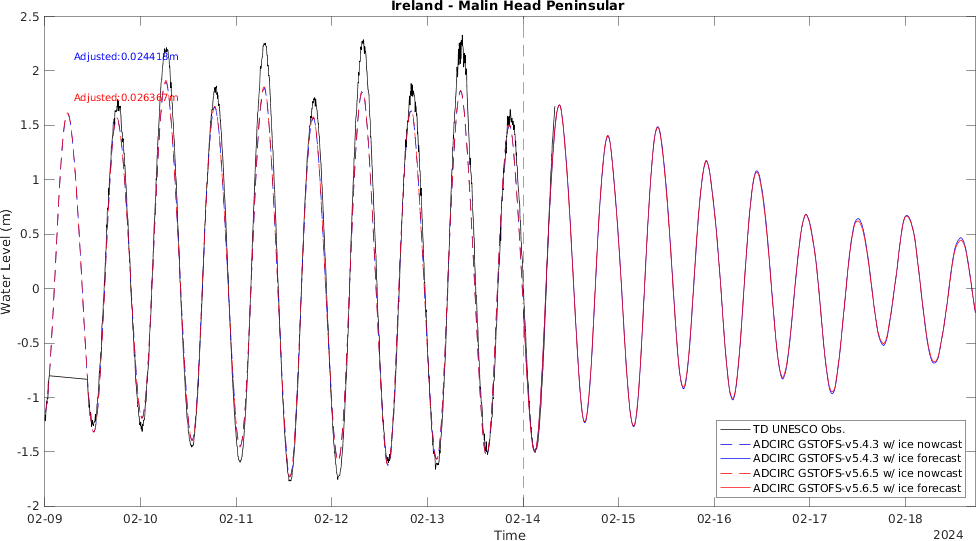 Ireland - Malin Head Peninsular
2.5
2
1.5
1
0.5
0
-0.5
-1
-1.5
-2
Water Level (m)
Adjusted:0.024418m
Adjusted:0.026367m
TD UNESCO Obs.
ADCIRC GSTOFS-v5.4.3 w/ ice nowcast
ADCIRC GSTOFS-v5.4.3 w/ ice forecast
ADCIRC GSTOFS-v5.6.5 w/ ice nowcast
ADCIRC GSTOFS-v5.6.5 w/ ice forecast
02-09 02-10 02-11 02-12 02-13 02-14 02-15 02-16 02-17 02-18
Time
2024